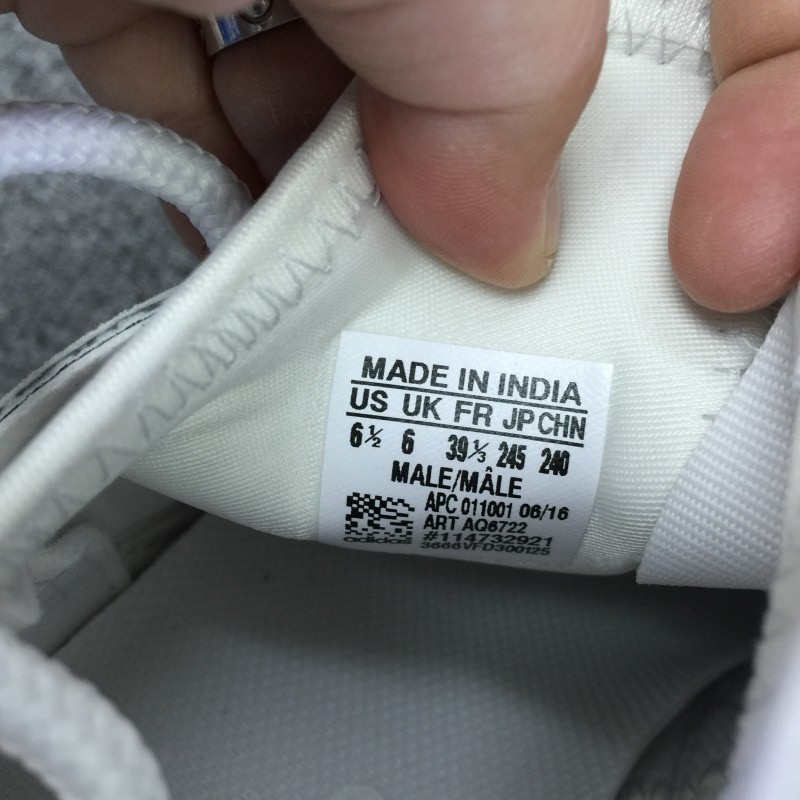 MADE IN INDIA
US UK FR JP CHN
6½ 6 39⅓ 245 240
MALE/MÂLE
APC 011001 06/16
ART AQ6722
#114732921
adidas 3666VFD300125